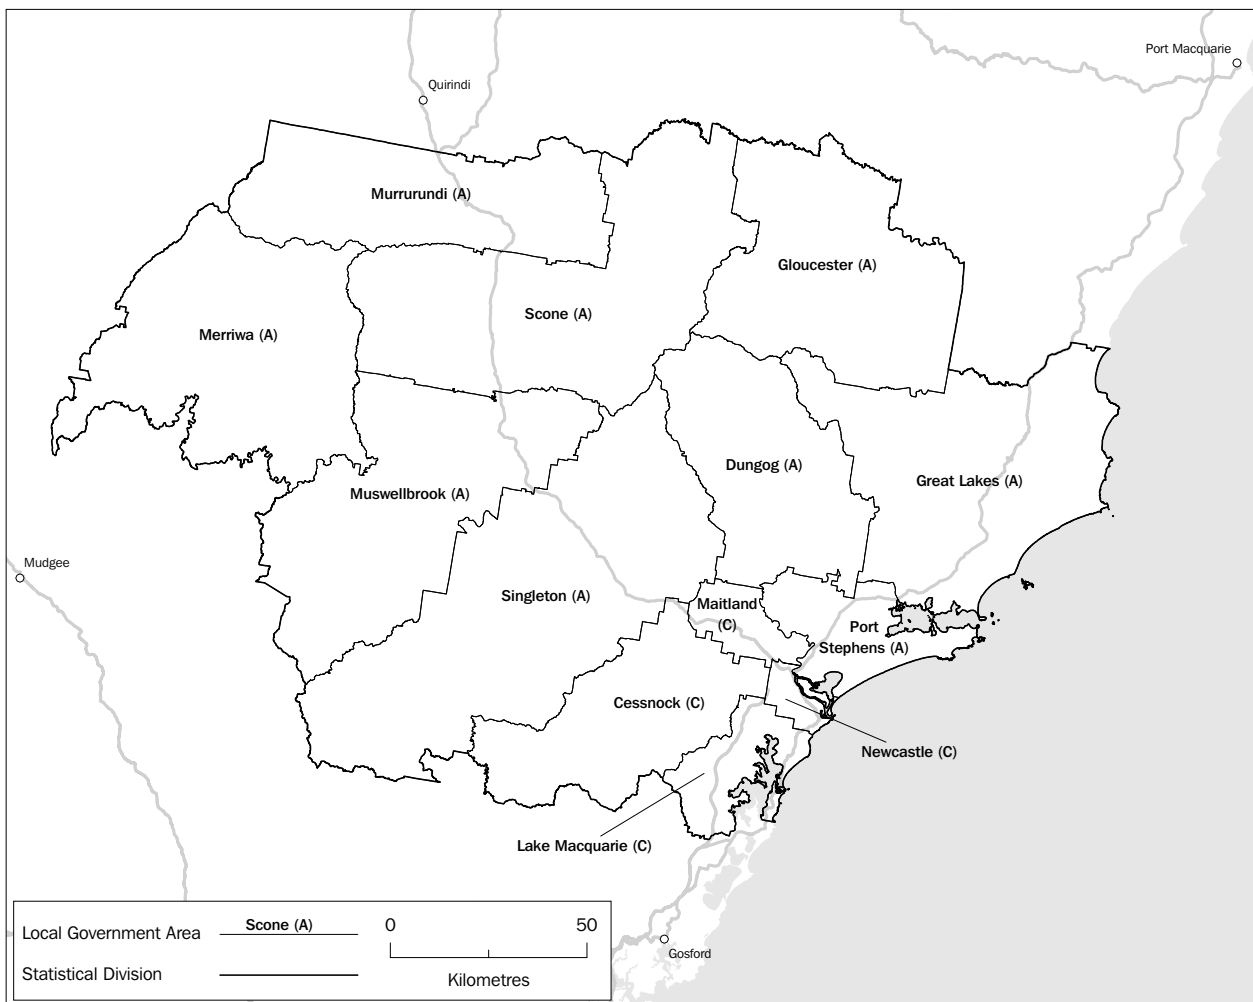 Port Macquarie
Quirindi
Murrurundi (A)
Gloucester (A)
Scone (A)
Merriwa (A)
Dungog (A)
Great Lakes (A)
Muswellbrook (A)
Mudgee
Singleton (A)
Maitland
(C)
Port
Stephens (A)
Cessnock (C)
Newcastle (C)
Lake Macquarie (C)
Gosford
Local Government Area
Scone (A)
0
50
Statistical Division
Kilometres